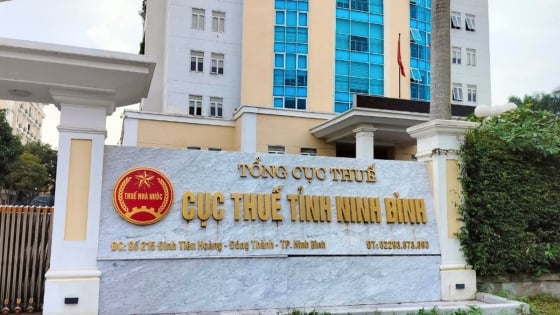 TỔNG CỤC THUẾ
THUẾ NHÀ NƯỚC
CỤC THUẾ TỈNH NINH BÌNH
ĐC: Số 215 Đinh Tiên Hoàng - Đông Thành - TP. Ninh Bình
ĐT: 02293.873.093